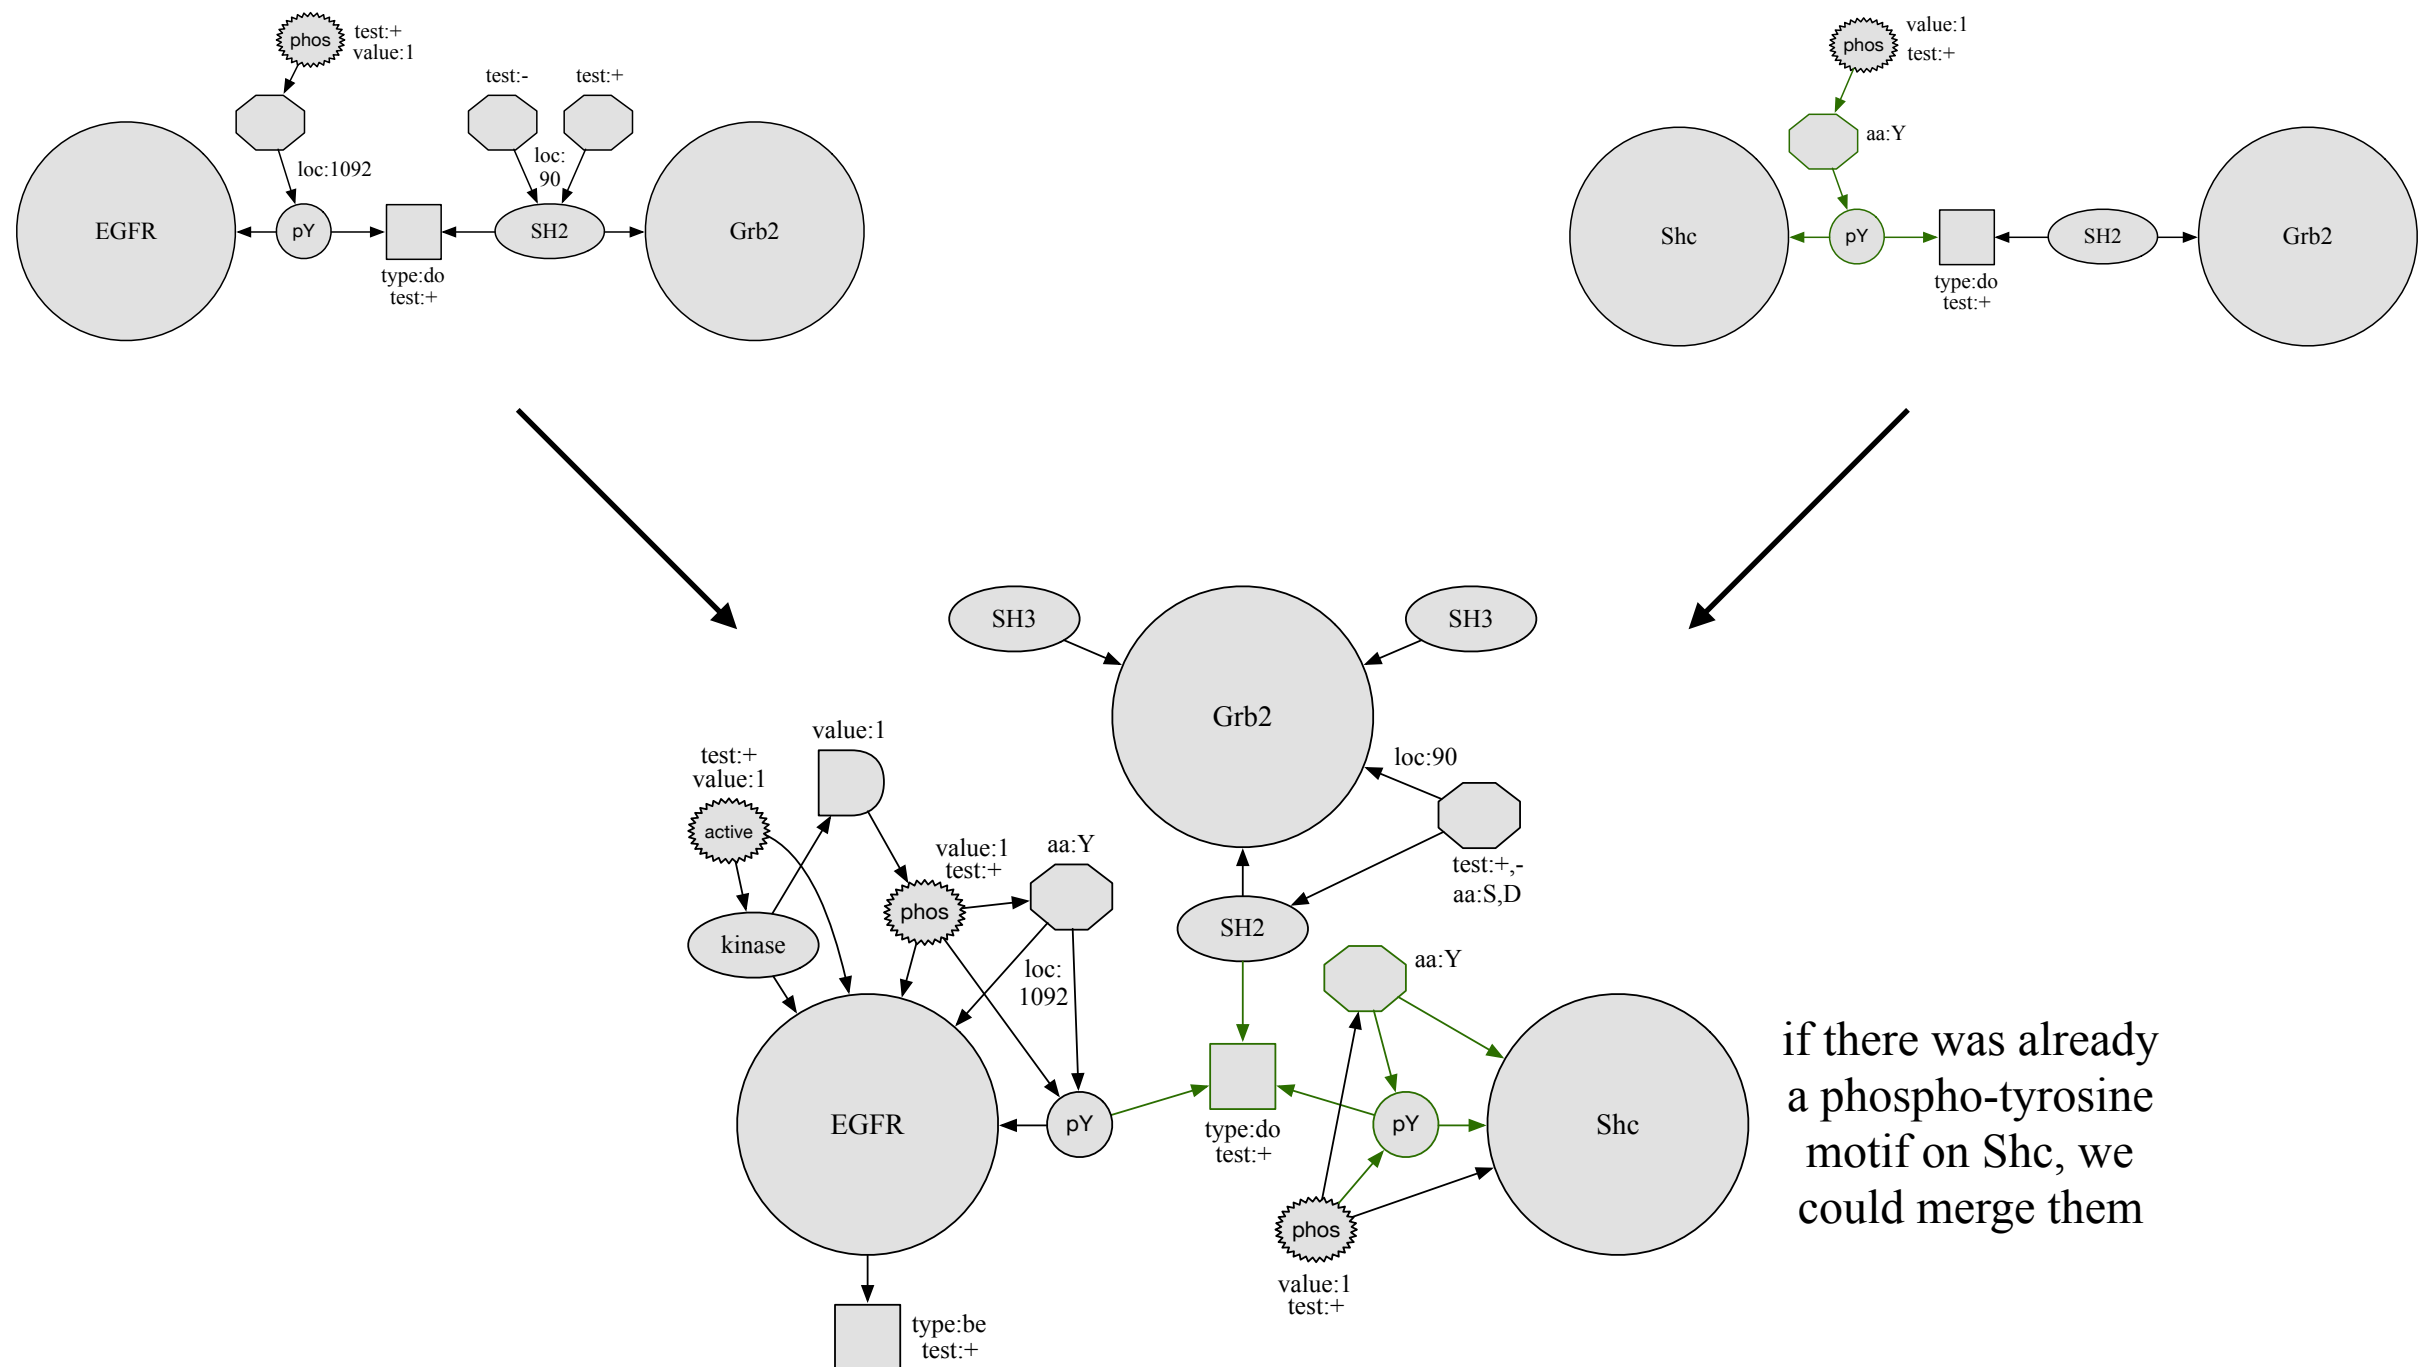 phos
test:+
value:1
test:-
test:+
loc:1092
loc:
90
EGFR
pY
SH2
Grb2
type:do
test:+
phos
value:1
test:+
aa:Y
Shc
pY
SH2
Grb2
type:do
test:+
SH3
SH3
Grb2
value:1
test:+
value:1
active
loc:90
value:1
test:+
aa:Y
phos
test:+,-
aa:S,D
SH2
kinase
loc:
1092
aa:Y
EGFR
pY
type:do
test:+
pY
Shc
phos
value:1
test:+
type:be
test:+
if there was already
a phospho-tyrosine
motif on Shc, we
could merge them